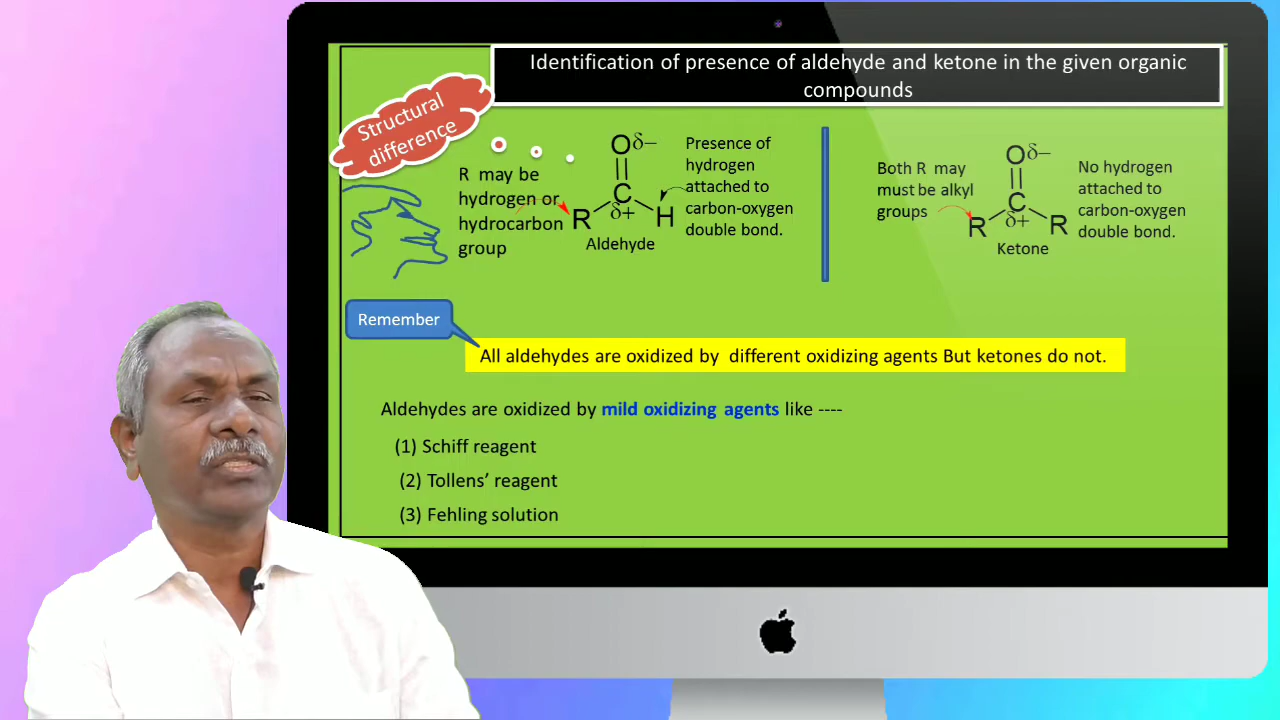 Identification of presence of aldehyde and ketone in the given organic
compounds
Structural
difference
R may be
hydrogen or
hydrocarbon
group
O δ−
C
δ+
R
H
Aldehyde
Presence of
hydrogen
attached to
carbon-oxygen
double bond.
Both R may
must be alkyl
groups
O δ−
C
δ+
R
R
Ketone
No hydrogen
attached to
carbon-oxygen
double bond.
Remember
All aldehydes are oxidized by different oxidizing agents But ketones do not.
Aldehydes are oxidized by mild oxidizing agents like ----
(1) Schiff reagent
(2) Tollens’ reagent
(3) Fehling solution